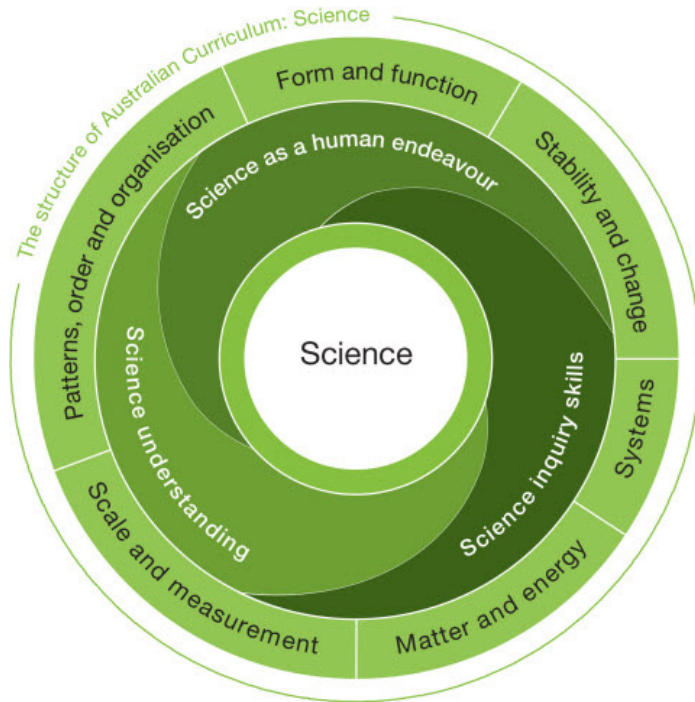 The structure of Australian Curriculum: Science
Form and function
Stability and change
Systems
Matter and energy
Scale and measurement
Patterns, order and organisation
Science as a human endeavour
Science inquiry skills
Science understanding
Science